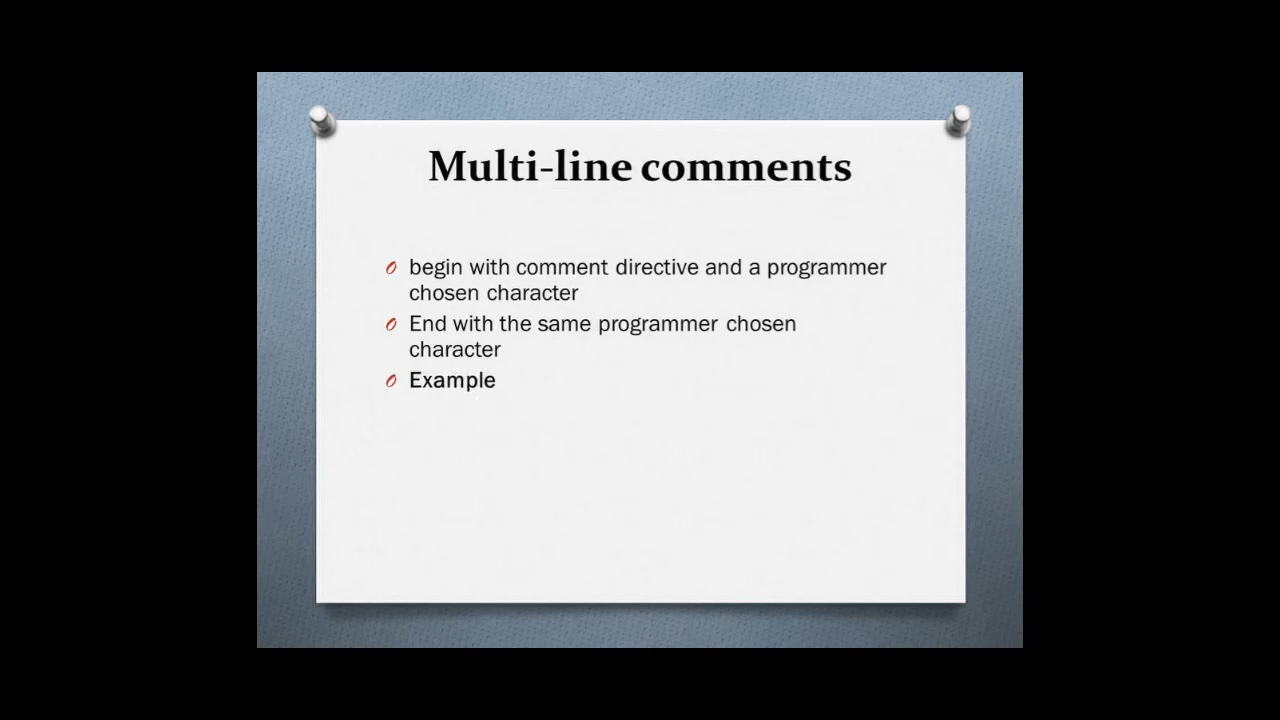 Multi-line comments
begin with comment directive and a programmer
chosen character
End with the same programmer chosen
character
Example